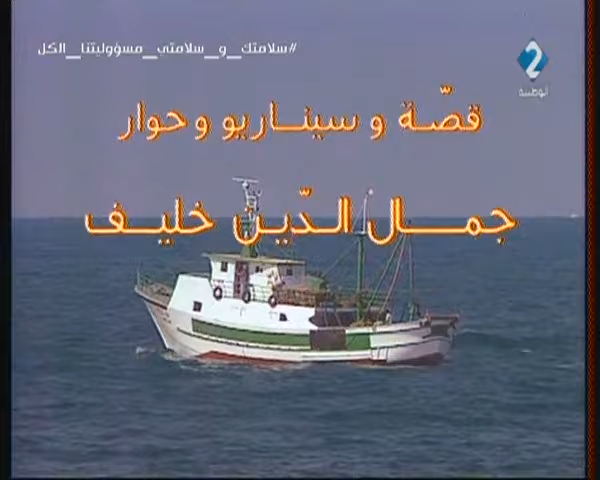 #سلامتك_و_سلامتي_مسؤوليتنا_الكل
2
الوطنية
قصّة و سيناريو وحوار
جمال الدّين خليف